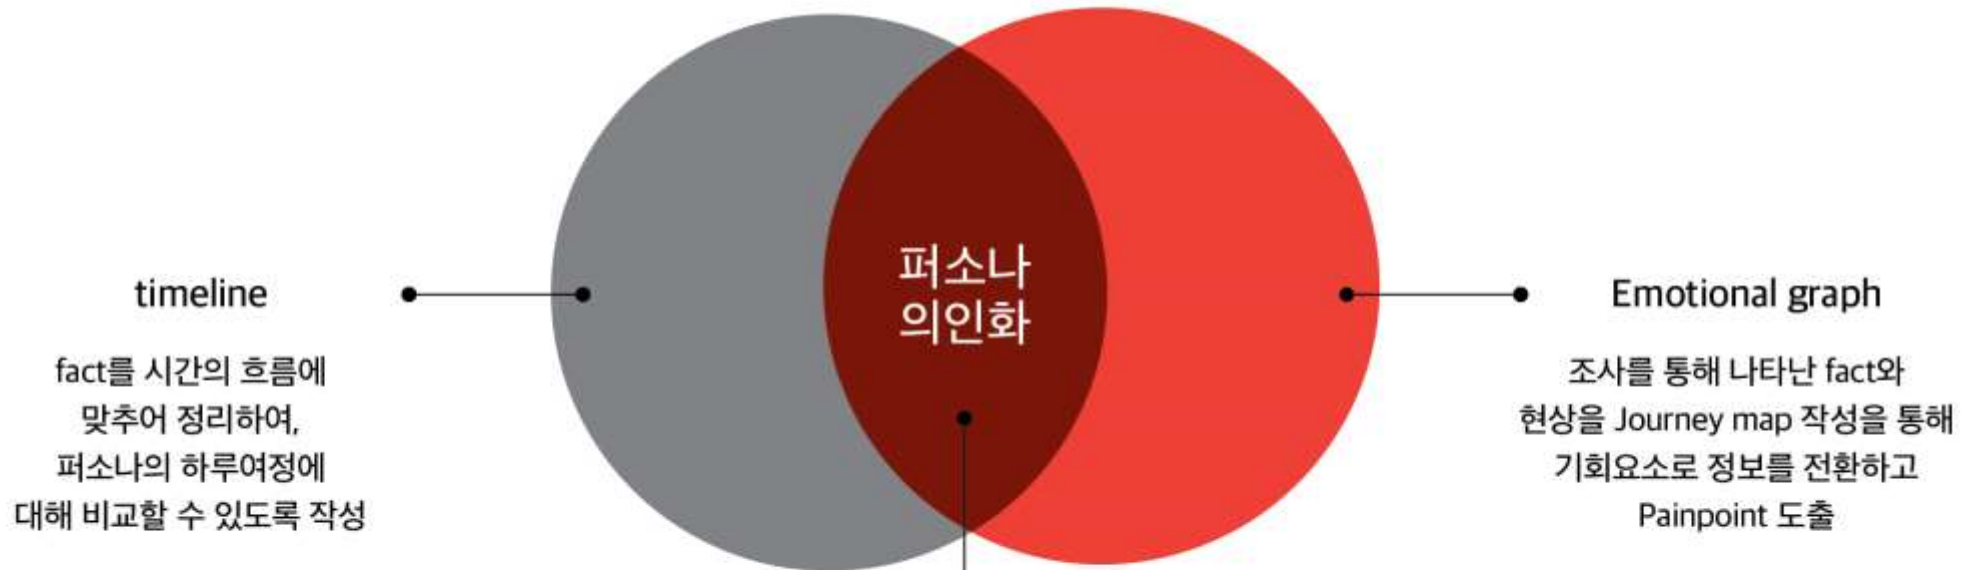 timeline
fact를 시간의 흐름에
맞추어 정리하여,
퍼소나의 하루여정에
대해 비교할 수 있도록 작성
퍼소나
의인화
Emotional graph
조사를 통해 나타난 fact와
현상을 Journey map 작성을 통해
기회요소로 정보를 전환하고
Painpoint 도출